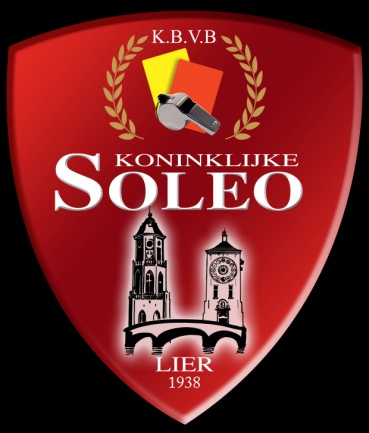 K.B.V.B
KONINKLIJKE
SOLEO
LIER
1938